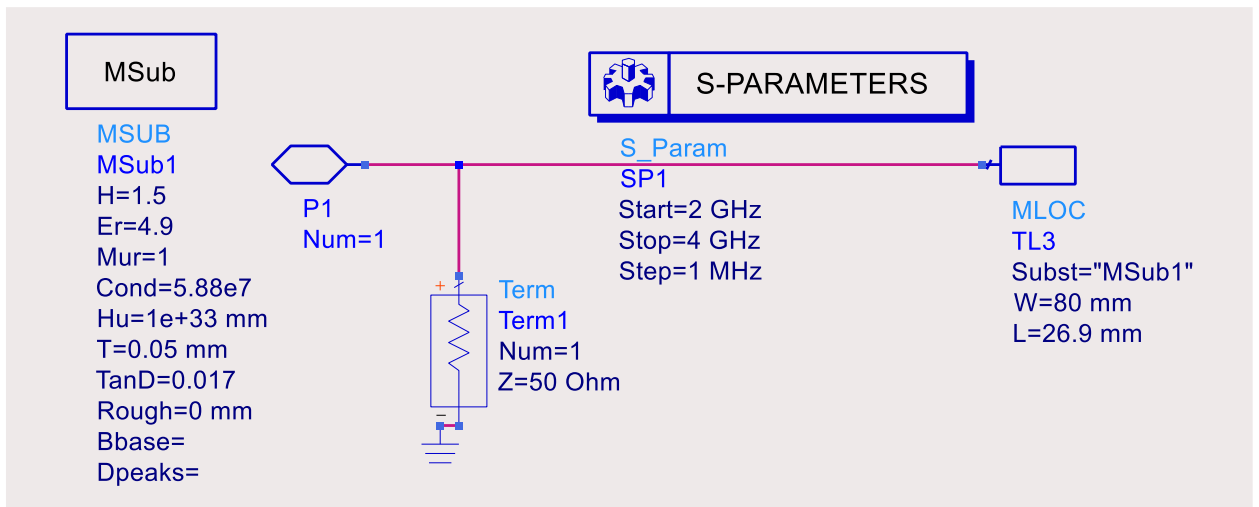 MSub
MSUB
MSub1
H=1.5
Er=4.9
Mur=1
Cond=5.88e7
Hu=1e+33 mm
T=0.05 mm
TanD=0.017
Rough=0 mm
Bbase=
Dpeaks=
P1
Num=1
+
Term
Term1
Num=1
Z=50 Ohm
−
S-PARAMETERS
S_Param
SP1
Start=2 GHz
Stop=4 GHz
Step=1 MHz
MLOC
TL3
Subst="MSub1"
W=80 mm
L=26.9 mm